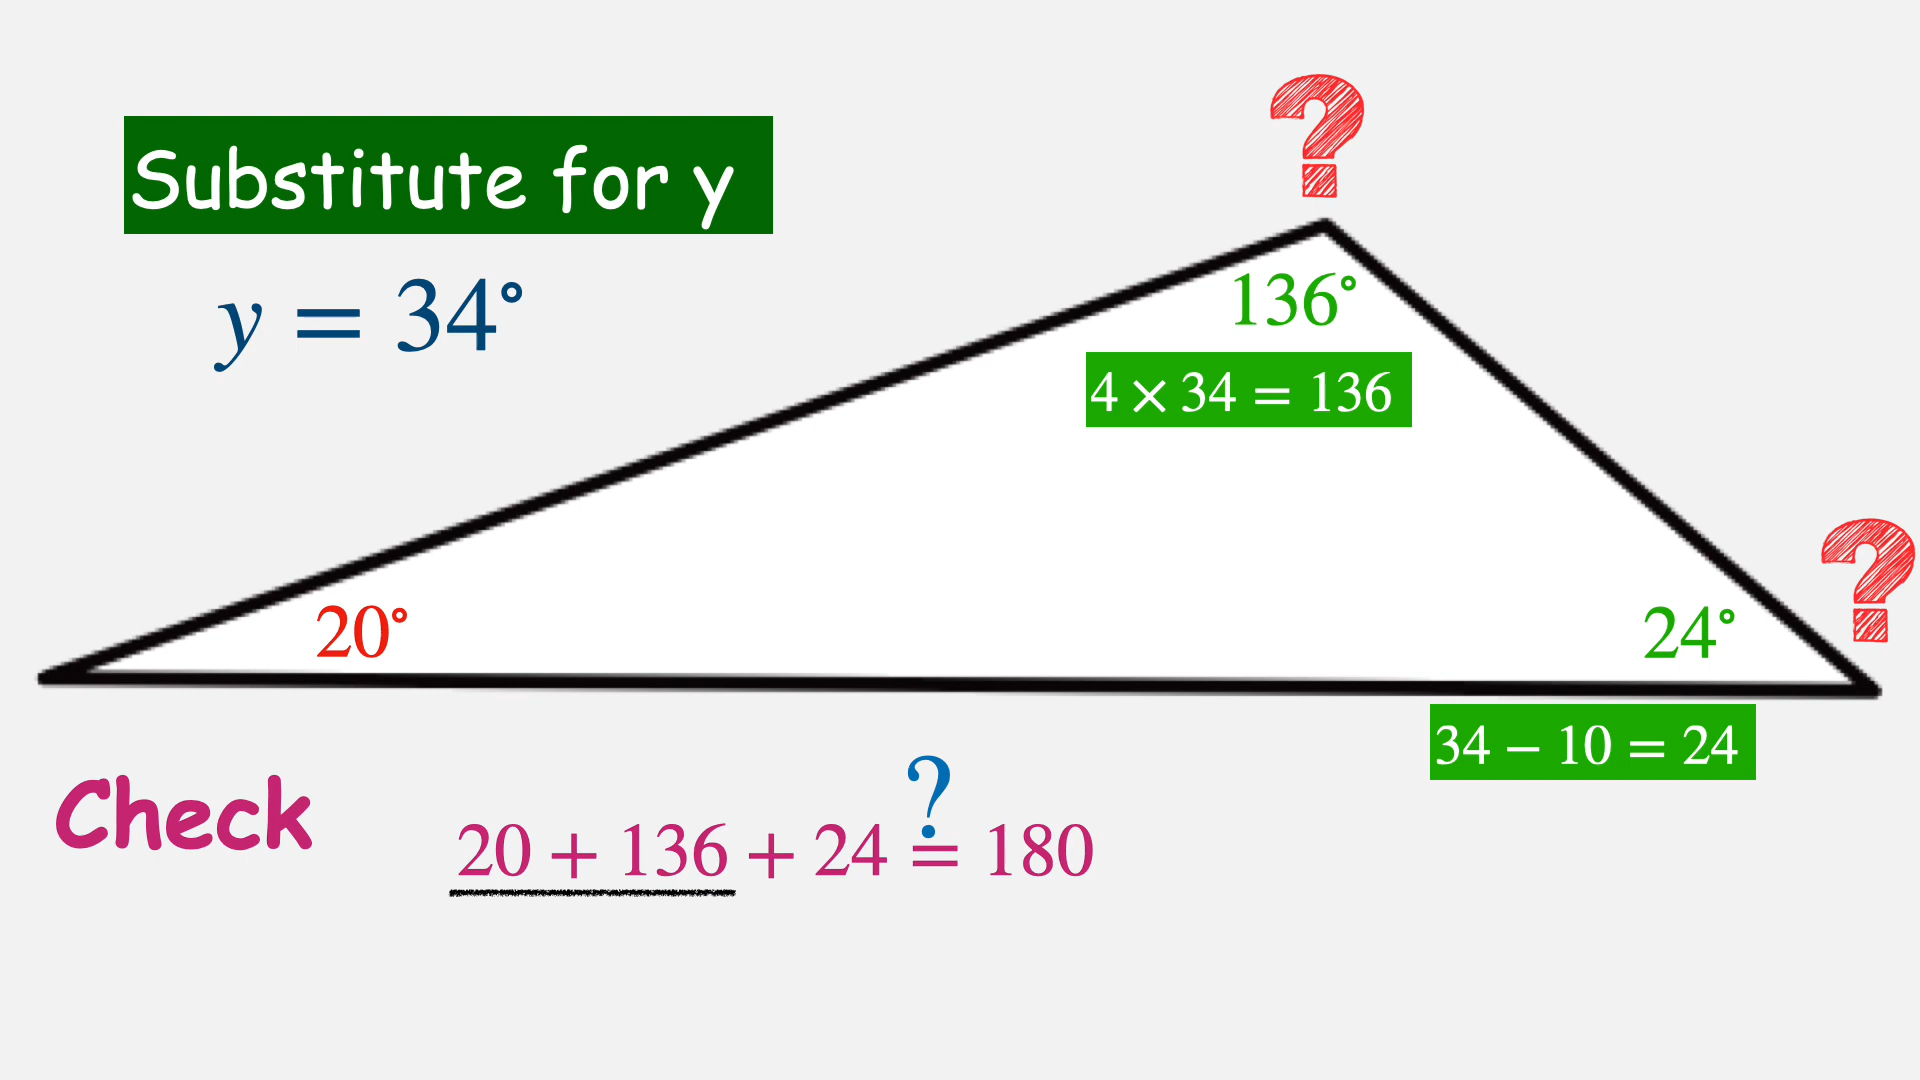 ?
Substitute for y
y = 34°
136°
4 × 34 = 136
?
20°
24°
34 − 10 = 24
Check
?
20 + 136 + 24 = 180